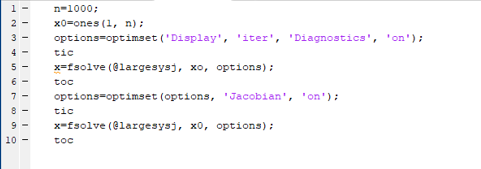 1 - n=1000;
2 - x0=ones(1, n);
3 - options=optimset('Display', 'iter', 'Diagnostics', 'on');
4 - tic
5 - x=fsolve(@largesysj, xo, options);
6 - toc
7 - options=optimset(options, 'Jacobian', 'on');
8 - tic
9 - x=fsolve(@largesysj, x0, options);
10 - toc